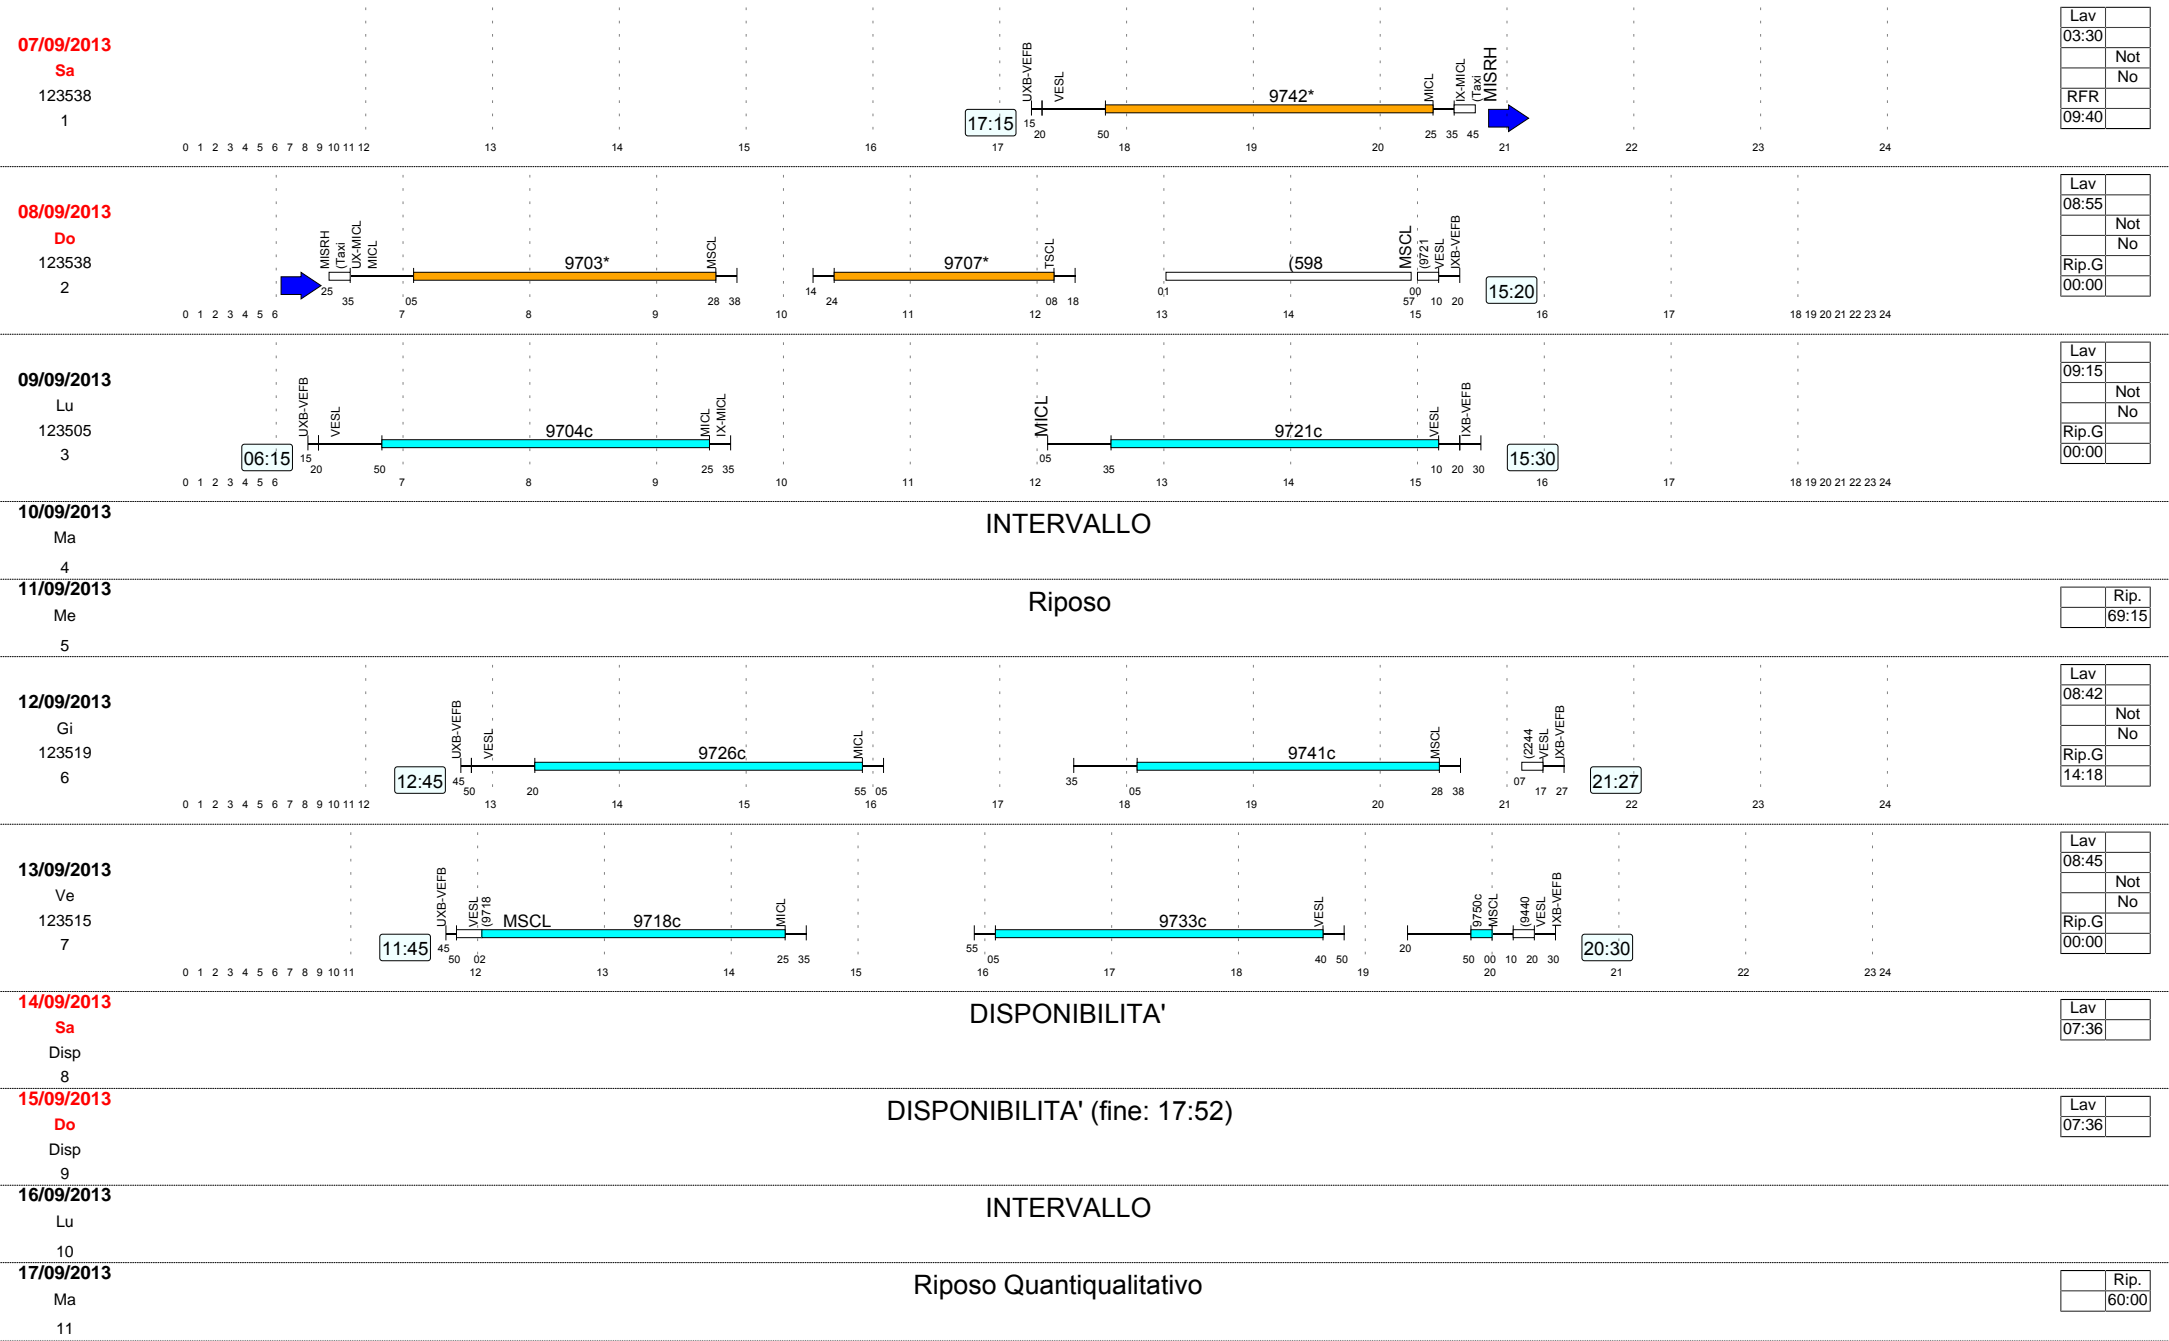 07/09/2013
Sa
123538
1
17:15
UXB-VEFB
VESL
9742*
MICL
IX-MICL
(Taxi
MISRH
15 20 50 25 35 45
0 1 2 3 4 5 6 7 8 9 10 11 12 13 14 15 16 17 18 19 20 21 22 23 24
Lav
03:30
Not
No
RFR
09:40
08/09/2013
Do
123538
2
MISRH
(Taxi
UX-MICL
MICL
9703*
MSCL
9707*
TSCL
(598
MSCL
(9721
VESL
IXB-VEFB
15:20
25 35 05 28 38 14 24 08 18 01 57 00 10 20
0 1 2 3 4 5 6 7 8 9 10 11 12 13 14 15 16 17 18 19 20 21 22 23 24
Lav
08:55
Not
No
Rip.G
00:00
09/09/2013
Lu
123505
3
06:15
UXB-VEFB
VESL
9704c
MICL
IX-MICL
MICL
9721c
VESL
IXB-VEFB
15:30
15 20 50 25 35 05 35 10 20 30
0 1 2 3 4 5 6 7 8 9 10 11 12 13 14 15 16 17 18 19 20 21 22 23 24
Lav
09:15
Not
No
Rip.G
00:00
10/09/2013
Ma
4
INTERVALLO
11/09/2013
Me
5
Riposo
Rip.
69:15
12/09/2013
Gi
123519
6
12:45
UXB-VEFB
VESL
9726c
MICL
9741c
MSCL
(2244
VESL
IXB-VEFB
21:27
45 50 20 55 05 35 05 28 38 07 17 27
0 1 2 3 4 5 6 7 8 9 10 11 12 13 14 15 16 17 18 19 20 21 22 23 24
Lav
08:42
Not
No
Rip.G
14:18
13/09/2013
Ve
123515
7
11:45
UXB-VEFB
VESL
(9718
MSCL
9718c
MICL
9733c
VESL
9750c
MSCL
(9440
VESL
IXB-VEFB
20:30
45 50 02 25 35 55 05 40 50 20 50 00 10 20 30
0 1 2 3 4 5 6 7 8 9 10 11 12 13 14 15 16 17 18 19 20 21 22 23 24
Lav
08:45
Not
No
Rip.G
00:00
14/09/2013
Sa
Disp
8
DISPONIBILITA'
Lav
07:36
15/09/2013
Do
Disp
9
DISPONIBILITA' (fine: 17:52)
Lav
07:36
16/09/2013
Lu
10
INTERVALLO
17/09/2013
Ma
11
Riposo Quantiqualitativo
Rip.
60:00